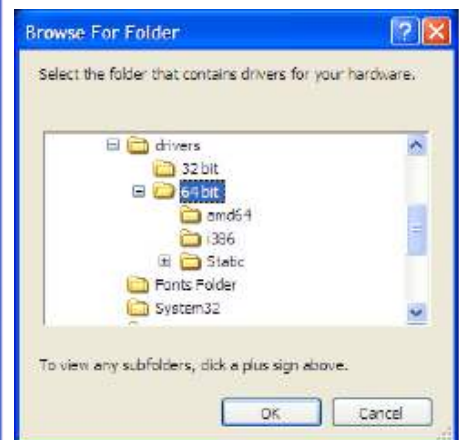 Browse For Folder
Select the folder that contains drivers for your hardware.
drivers
32 bit
64 bit
amd64
i386
Static
Fonts Folder
System32
To view any subfolders, click a plus sign above.
OK
Cancel